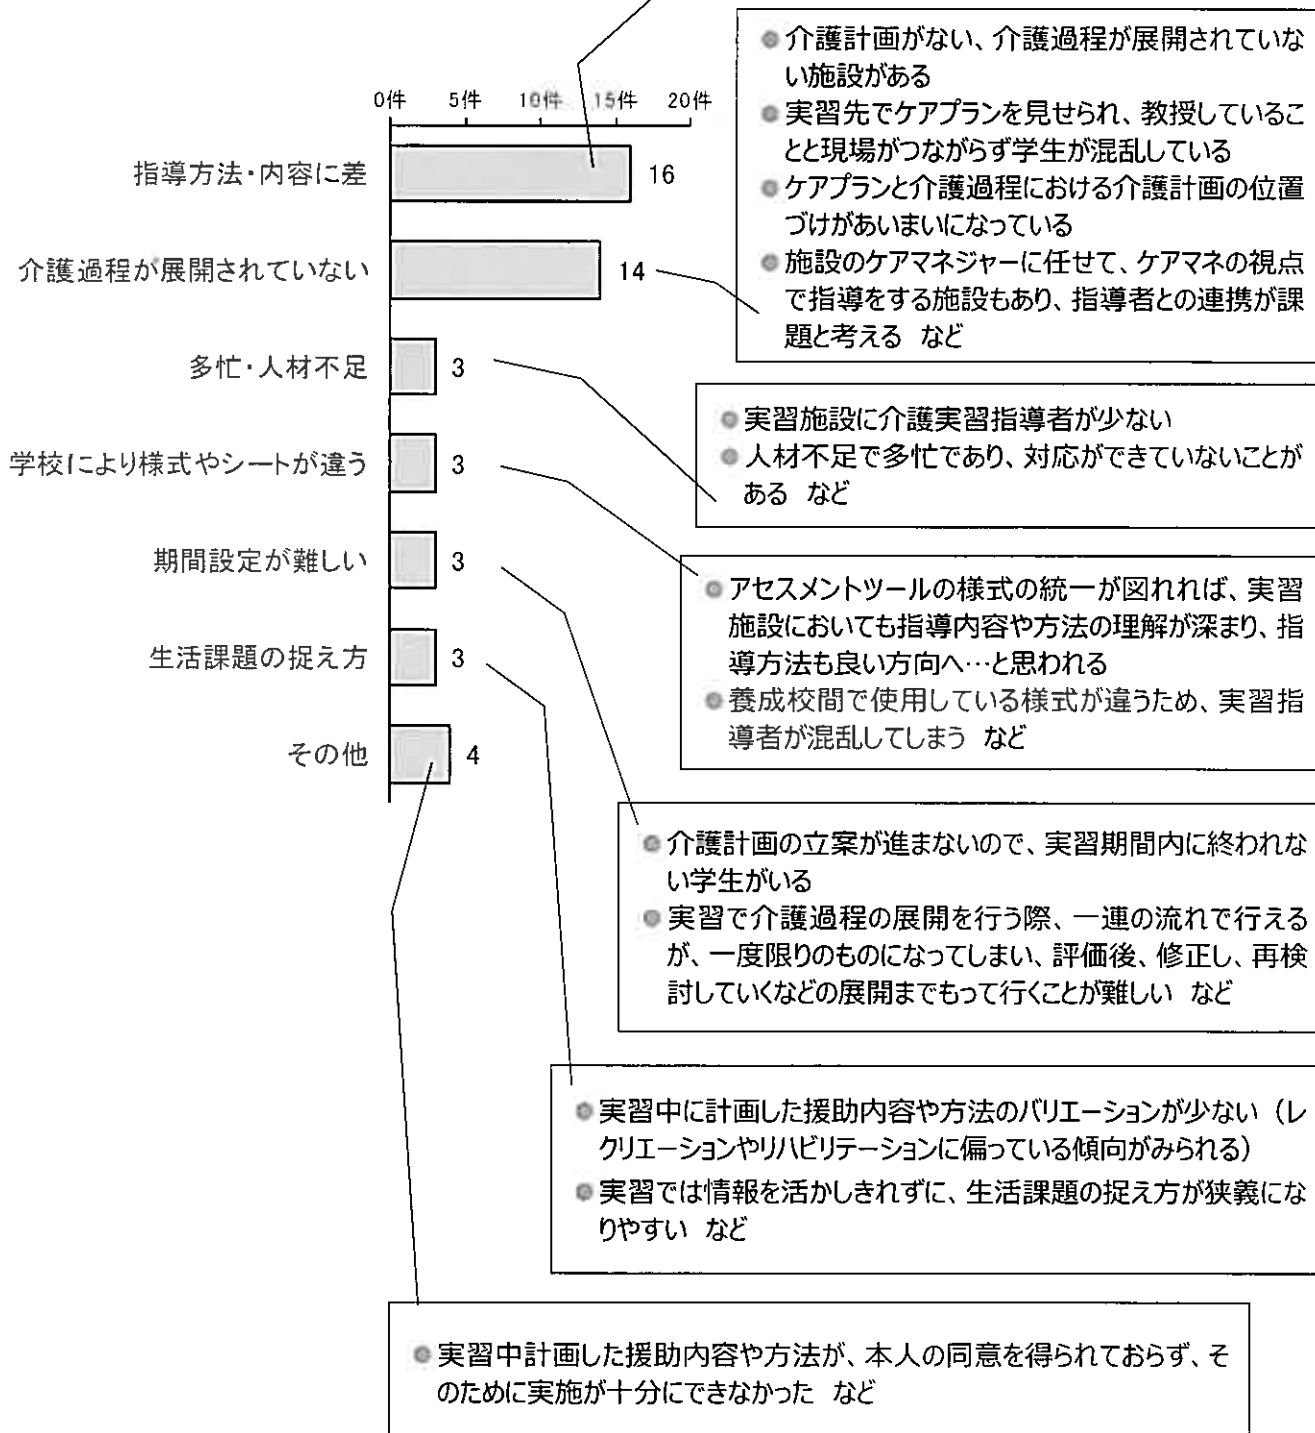 0件 5件 10件 15件 20件
指導方法・内容に差 16
介護過程が展開されていない 14
多忙・人材不足 3
学校により様式やシートが違う 3
期間設定が難しい 3
生活課題の捉え方 3
その他 4
介護計画がない、介護過程が展開されていな
い施設がある
実習先でケアプランを見せられ、教授しているこ
とと現場がつながらず学生が混乱している
ケアプランと介護過程における介護計画の位置
づけがあいまいになっている
施設のケアマネジャーに任せて、ケアマネの視点
で指導をする施設もあり、指導者との連携が課
題と考える など
実習施設に介護実習指導者が少ない
人材不足で多忙であり、対応ができていないことが
ある など
アセスメントツールの様式の統一が図れれば、実習
施設においても指導内容や方法の理解が深まり、指
導方法も良い方向へ…と思われる
養成校間で使用している様式が違うため、実習指
導者が混乱してしまう など
介護計画の立案が進まないので、実習期間内に終われな
い学生がいる
実習で介護過程の展開を行う際、一連の流れで行える
が、一度限りのものになってしまい、評価後、修正し、再検
討していくなどの展開までもって行くことが難しい など
実習中に計画した援助内容や方法のバリエーションが少ない（レ
クリエーションやリハビリテーションに偏っている傾向がみられる）
実習では情報を活かしきれずに、生活課題の捉え方が狭義にな
りやすい など
実習中計画した援助内容や方法が、本人の同意を得られておらず、そ
のために実施が十分にできなかった など